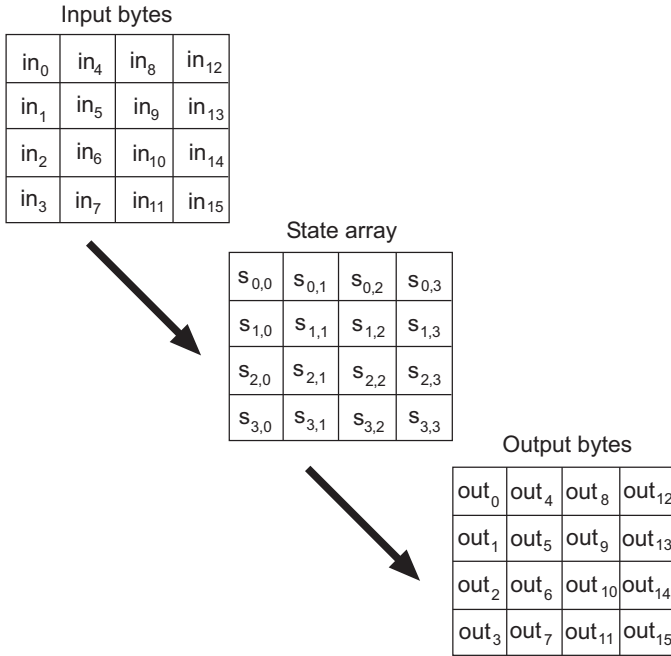 Input bytes
in0 in4 in8 in12
in1 in5 in9 in13
in2 in6 in10 in14
in3 in7 in11 in15
State array
s0,0 s0,1 s0,2 s0,3
s1,0 s1,1 s1,2 s1,3
s2,0 s2,1 s2,2 s2,3
s3,0 s3,1 s3,2 s3,3
Output bytes
out0 out4 out8 out12
out1 out5 out9 out13
out2 out6 out10 out14
out3 out7 out11 out15